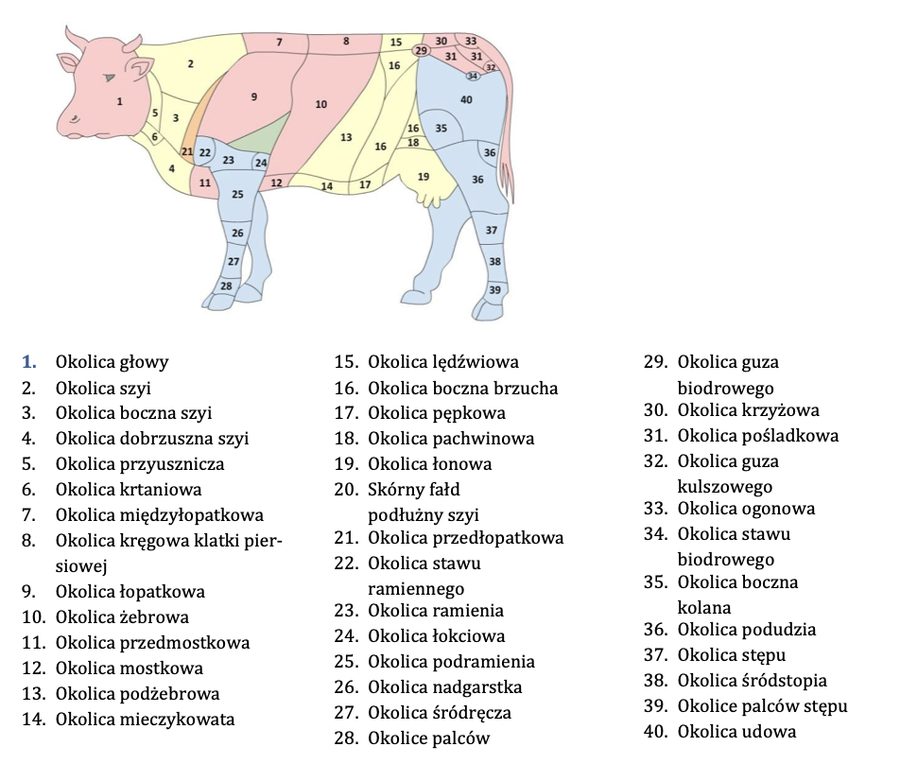 7 8 15 30 33
29
31 31
2 16 32
34
1 9 10 40
5 3
6 16 35
13
21 22 23 24 16 18 36
4 11 12 14 17 19 36
25
26 37
27 38
28 39
1. Okolica głowy
2. Okolica szyi
3. Okolica boczna szyi
4. Okolica dobrzuszna szyi
5. Okolica przyusznicza
6. Okolica krtaniowa
7. Okolica międzyłopatkowa
8. Okolica kręgowa klatki pier-
siowej
9. Okolica łopatkowa
10. Okolica żebrowa
11. Okolica przedmostkowa
12. Okolica mostkowa
13. Okolica podżebrowa
14. Okolica mieczykowata
15. Okolica lędźwiowa
16. Okolica boczna brzucha
17. Okolica pępkowa
18. Okolica pachwinowa
19. Okolica łonowa
20. Skórny fałd
podłużny szyi
21. Okolica przedłopatkowa
22. Okolica stawu
ramiennego
23. Okolica ramienia
24. Okolica łokciowa
25. Okolica podramienia
26. Okolica nadgarstka
27. Okolica śródręcza
28. Okolice palców
29. Okolica guza
biodrowego
30. Okolica krzyżowa
31. Okolica pośladkowa
32. Okolica guza
kulszowego
33. Okolica ogonowa
34. Okolica stawu
biodrowego
35. Okolica boczna
kolana
36. Okolica podudzia
37. Okolica stępu
38. Okolica śródstopia
39. Okolice palców stępu
40. Okolica udowa